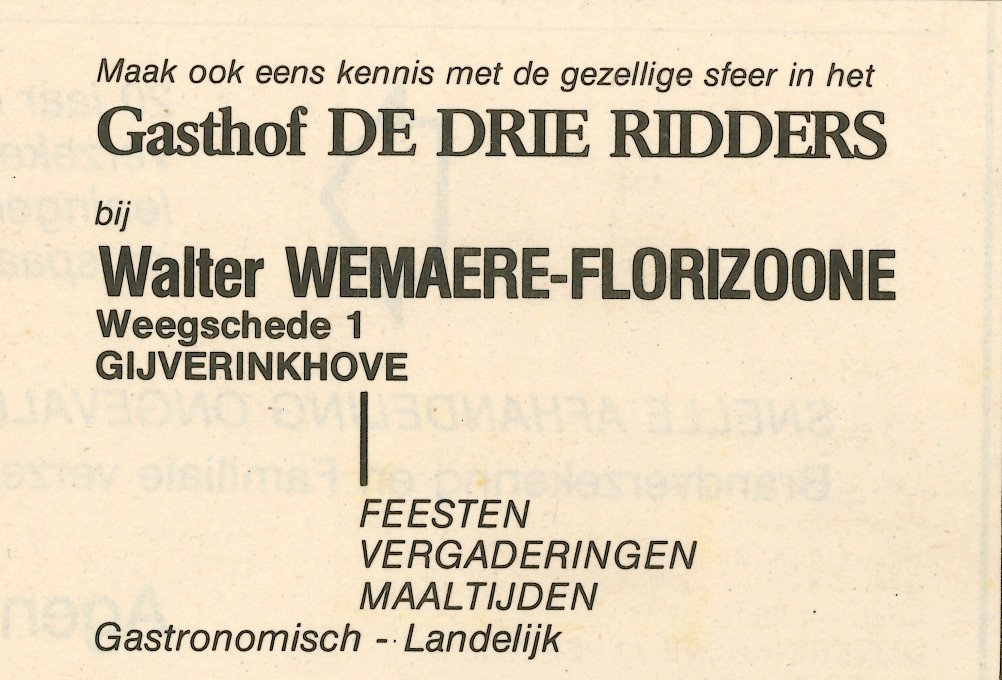 Maak ook eens kennis met de gezellige sfeer in het
Gasthof DE DRIE RIDDERS
bij
Walter WEMAERE-FLORIZOONE
Weegschede 1
GIJVERINKHOVE
FEESTEN
VERGADERINGEN
MAALTIJDEN
Gastronomisch - Landelijk